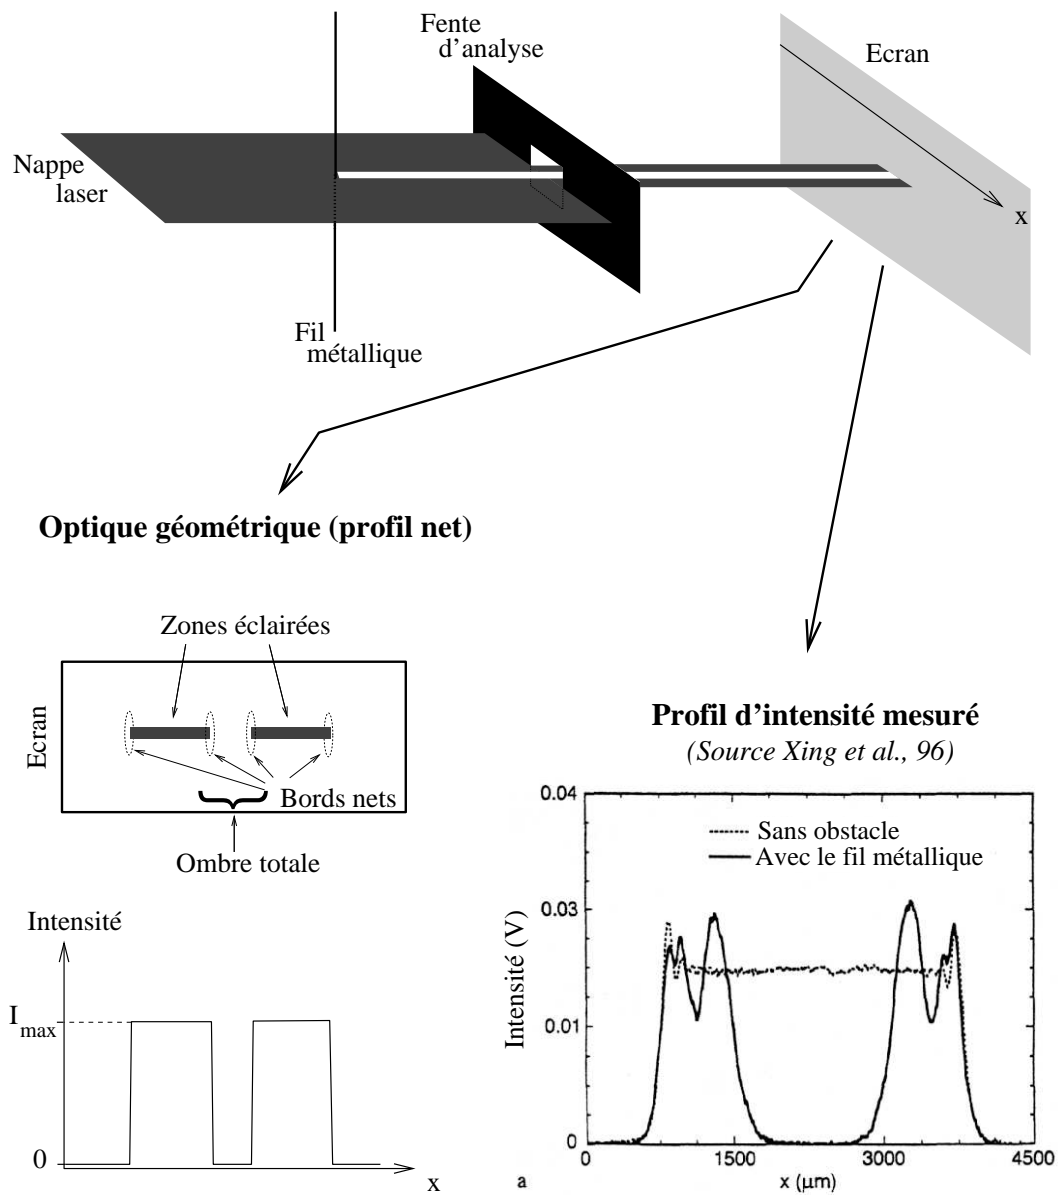 Fente
d'analyse
Ecran
Nappe
laser
x
Fil
métallique
Optique géométrique (profil net)
Zones éclairées
Ecran
Bords nets
Ombre totale
Profil d'intensité mesuré
(Source Xing et al., 96)
Intensité
I max
0
x
0.04
0.03
0.01
0
Intensité (V)
Sans obstacle
Avec le fil métallique
0
1500
3000
4500
a
x (μm)